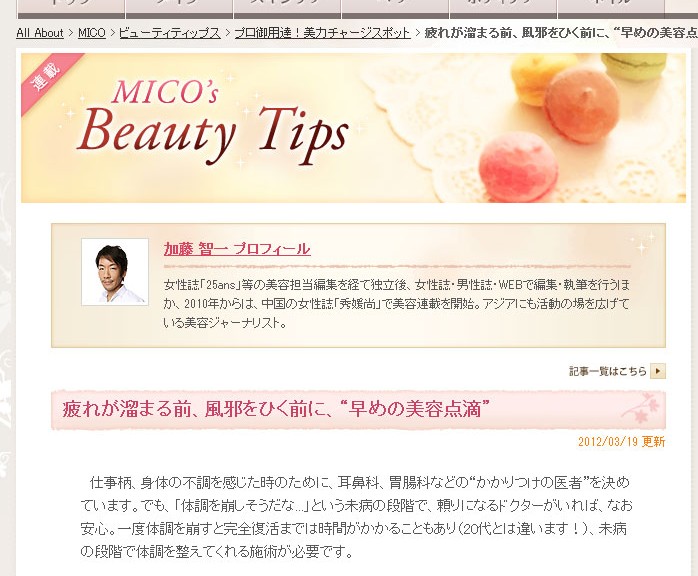 All About > MICO > ビューティティップス > プロ御用達！美力チャージスポット > 疲れが溜まる前、風邪をひく前に、“早めの美容点
連載
MICO's
Beauty Tips
加藤 智一 プロフィール
女性誌「25ans」等の美容担当編集を経て独立後、女性誌・男性誌・WEBで編集・執筆を行うほ
か、2010年からは、中国の女性誌「秀媛尚」で美容連載を開始。アジアにも活動の場を広げて
いる美容ジャーナリスト。
記事一覧はこちら
疲れが溜まる前、風邪をひく前に、“早めの美容点滴”
2012/03/19 更新
仕事柄、身体の不調を感じた時のために、耳鼻科、胃腸科などの“かかりつけの医者”を決め
ています。でも、「体調を崩しそうだな…」という未病の段階で、頼りになるドクターがいれば、なお
安心。一度体調を崩すと完全復活までは時間がかかることもあり（20代とは違います！）、未病
の段階で体調を整えてくれる施術が必要です。